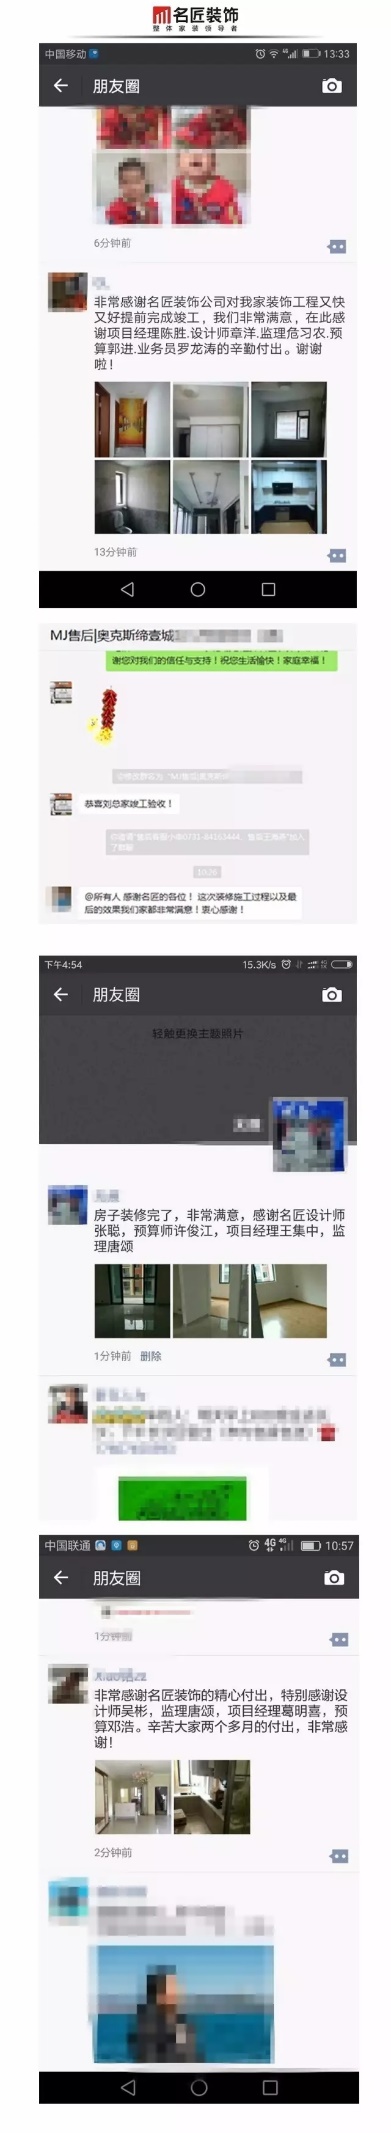 名匠装饰
整体家装领导者
中国移动 13:33
朋友圈
6分钟前
非常感谢名匠装饰公司对我家装饰工程又快
又好提前完成竣工，我们非常满意，在此感
谢项目经理陈胜.设计师章洋.监理危习农.预
算郭进.业务员罗龙涛的辛勤付出。谢谢
啦！
13分钟前
MJ售后|奥克斯缔壹城
谢您对我们的信任与支持！祝您生活愉快！家庭幸福！
恭喜刘总家竣工验收！
10:26
@所有人 感谢名匠的各位！ 这次装修施工过程以及最
后的效果我们家都非常满意！衷心感谢！
下午4:54 15.3K/s
朋友圈
轻触更换主题照片
房子装修完了，非常满意，感谢名匠设计师
张聪，预算师许俊江，项目经理王集中，监
理唐颂
1分钟前 删除
中国联通 4G 10:57
朋友圈
1分钟前
非常感谢名匠装饰的精心付出，特别感谢设
计师吴彬，监理唐颂，项目经理葛明喜，预
算邓浩。辛苦大家两个多月的付出，非常感
谢！
2分钟前